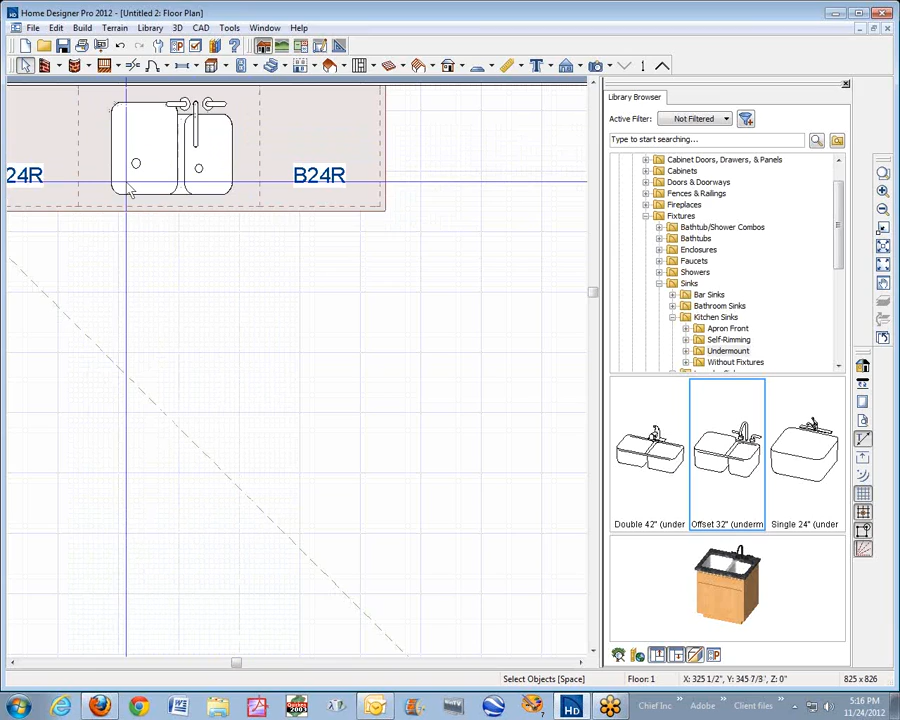 Home Designer Pro 2012 - [Untitled 2: Floor Plan]
File Edit Build Terrain Library 3D CAD Tools Window Help
1
Library Browser
Active Filter: Not Filtered
Type to start searching...
Cabinet Doors, Drawers, & Panels
Cabinets
Doors & Doorways
Fences & Railings
Fireplaces
Fixtures
Bathtub/Shower Combos
Bathtubs
Enclosures
Faucets
Showers
Sinks
Bar Sinks
Bathroom Sinks
Kitchen Sinks
Apron Front
Self-Rimming
Undermount
Without Fixtures
24R
B24R
Double 42" (under Offset 32" (underm Single 24" (under
Select Objects [Space] Floor: 1 X: 325 1/2", Y: 345 7/8", Z: 0" 825 x 826
Chief Inc » Adobe » Client files » 5:16 PM
11/24/2012